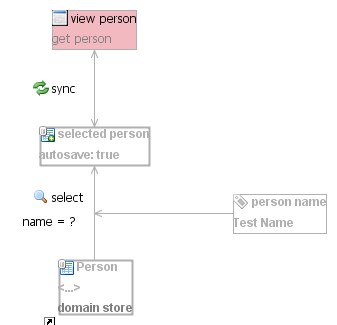 view person
get person
sync
selected person
autosave: true
select
name = ?
person name
Test Name
Person
<...>
domain store